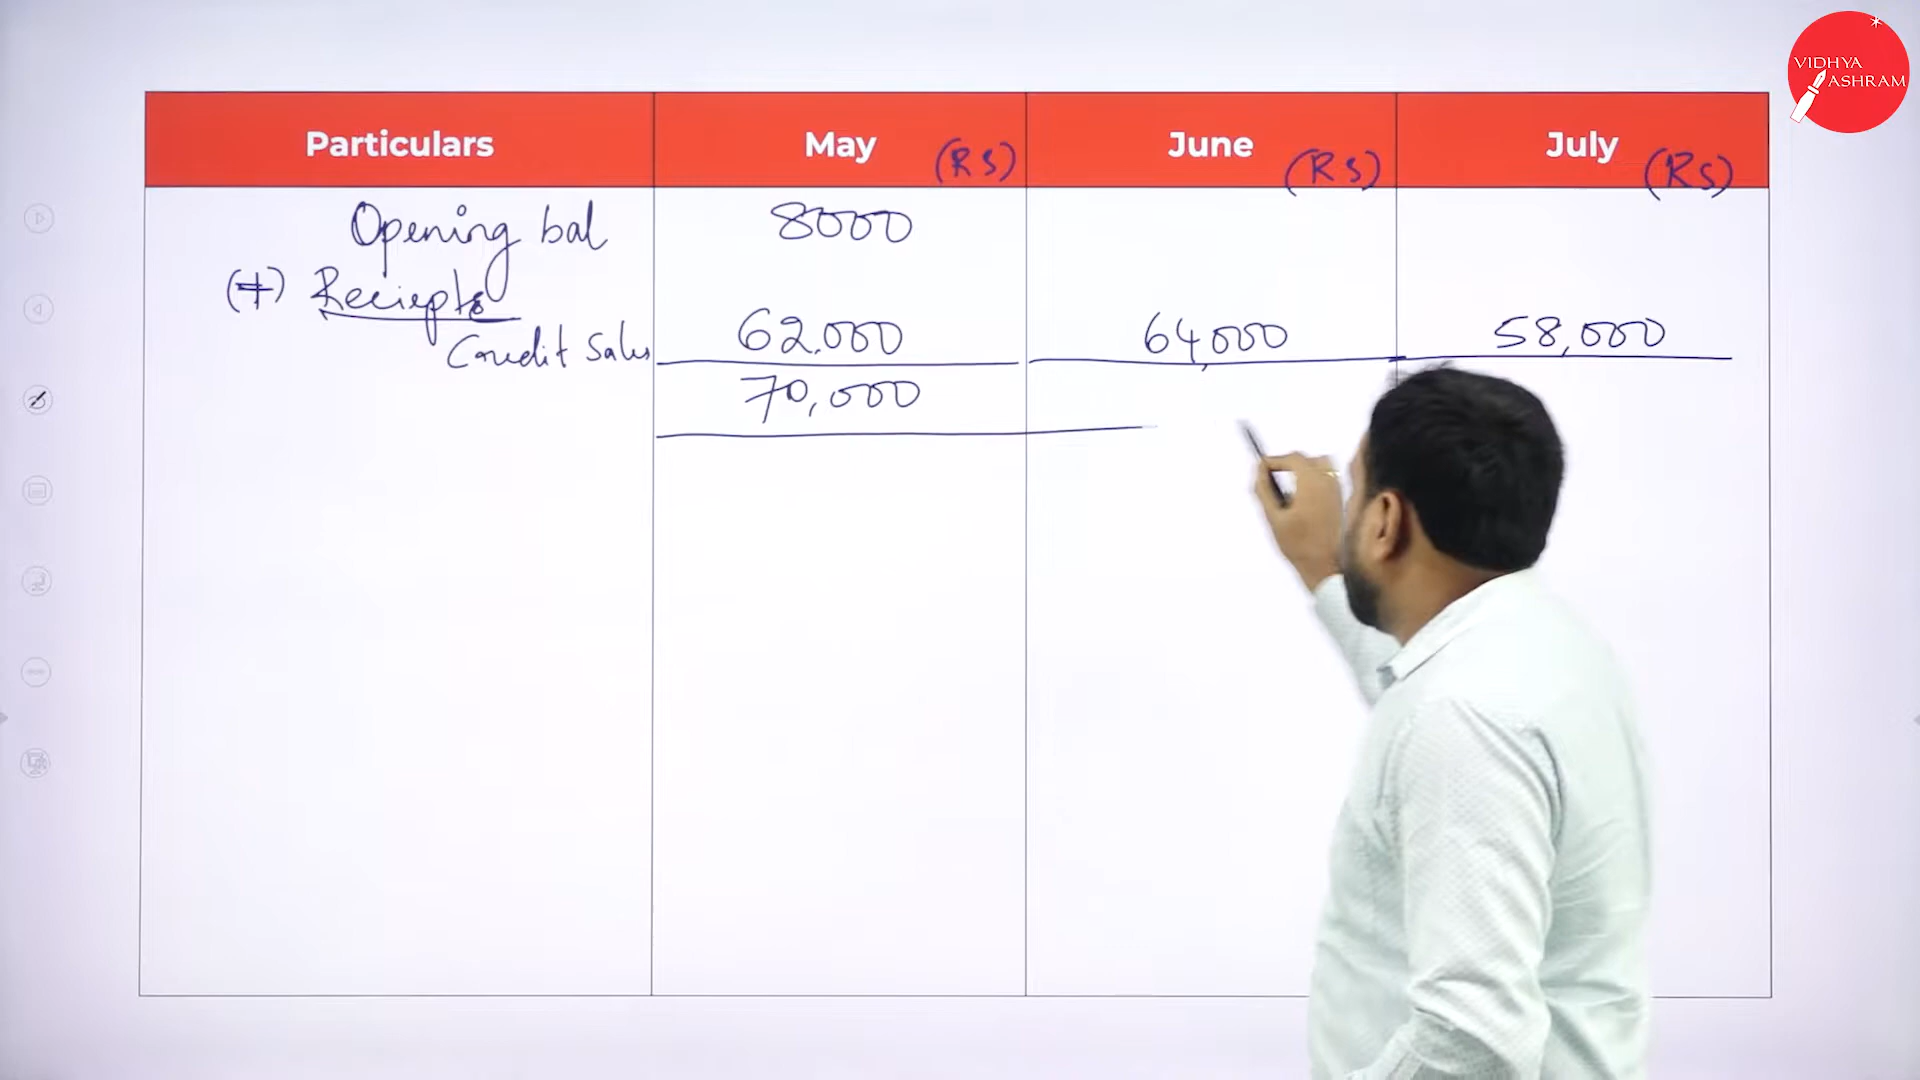 VIDHYA
ASHRAM
Particulars May (RS) June (RS) July (RS)
Opening bal 8000
(+) Reciepts
Credit Sales 62,000 64,000 58,000
70,000